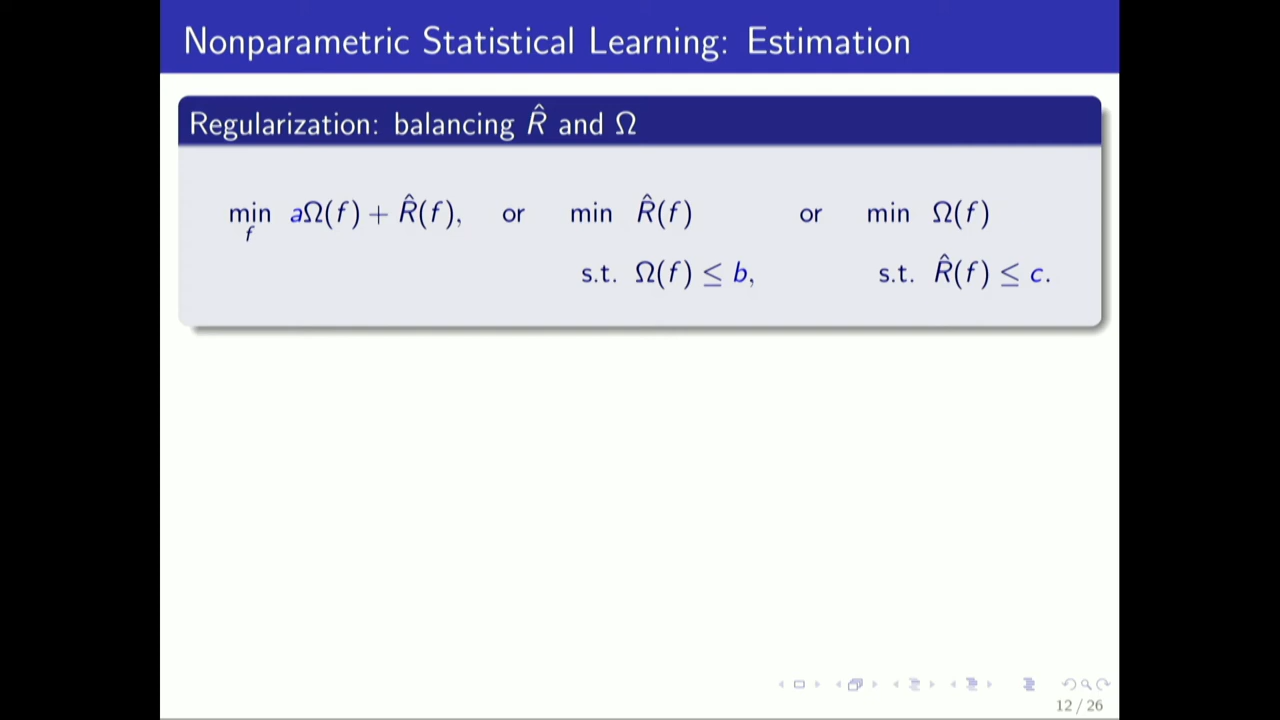 Nonparametric Statistical Learning: Estimation
Regularization: balancing R̂ and Ω
min aΩ(f) + R̂(f), or min R̂(f) or min Ω(f)
f
s.t. Ω(f) ≤ b, s.t. R̂(f) ≤ c.
12 / 26